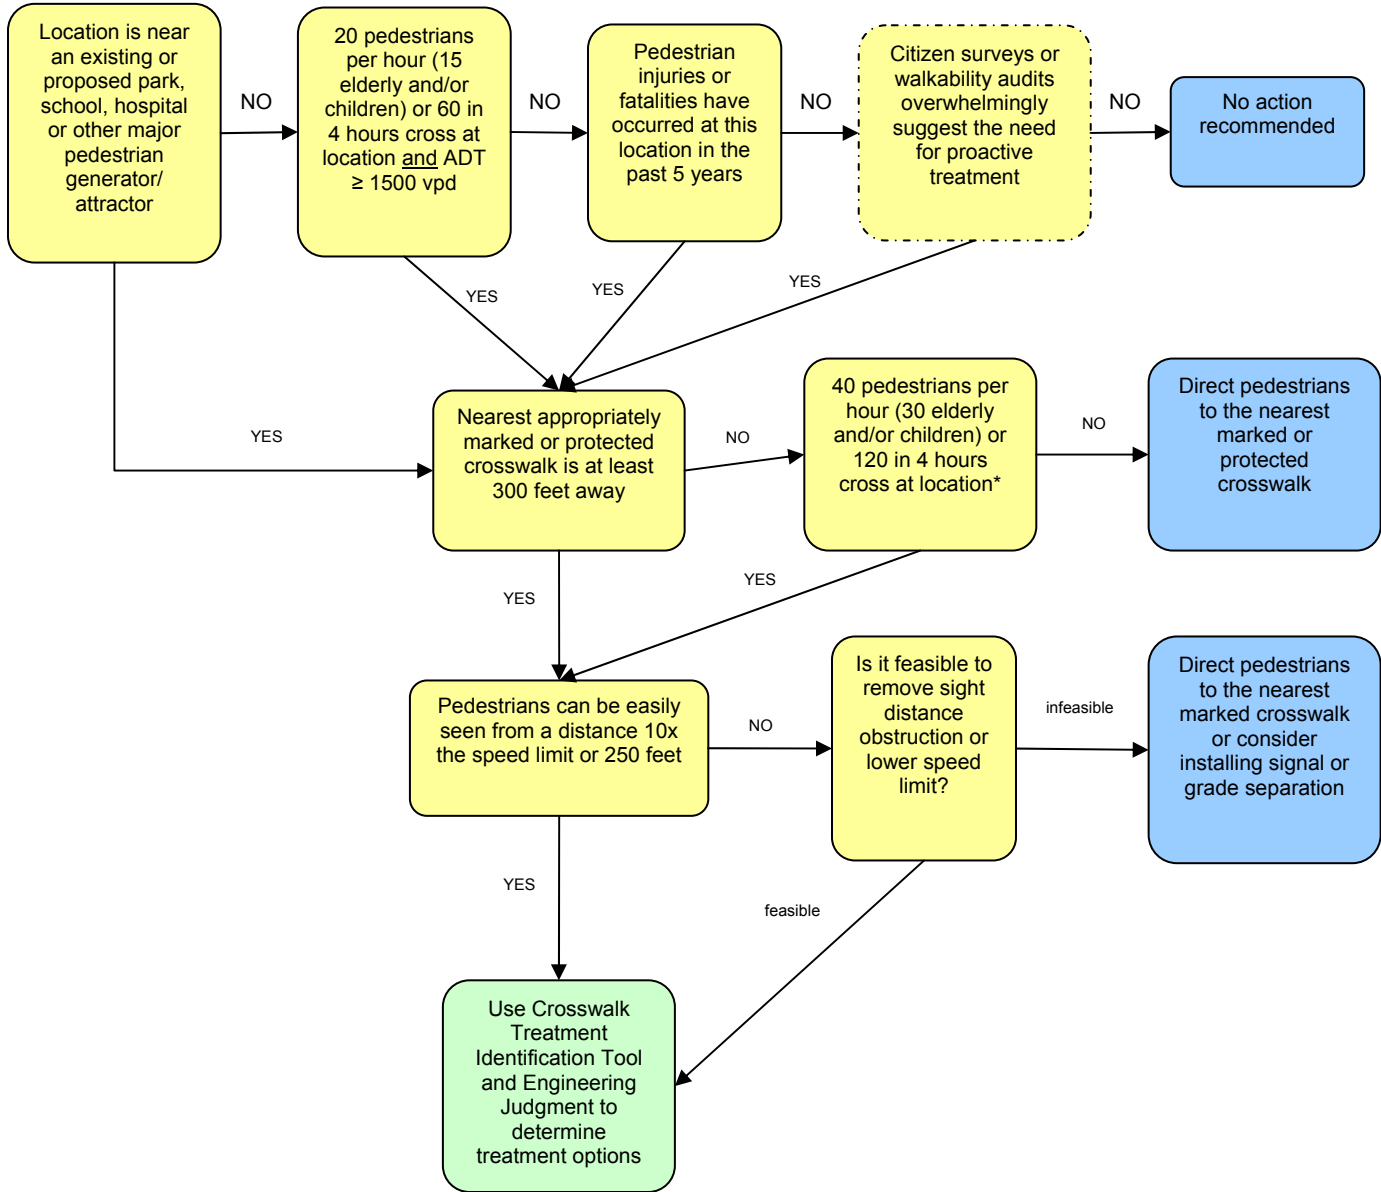 Location is near
an existing or
proposed park,
school, hospital
or other major
pedestrian
generator/
attractor
NO
20 pedestrians
per hour (15
elderly and/or
children) or 60 in
4 hours cross at
location and ADT
≥ 1500 vpd
NO
Pedestrian
injuries or
fatalities have
occurred at this
location in the
past 5 years
NO
Citizen surveys or
walkability audits
overwhelmingly
suggest the need
for proactive
treatment
NO
No action
recommended
YES
YES
YES
YES
Nearest appropriately
marked or protected
crosswalk is at least
300 feet away
NO
40 pedestrians per
hour (30 elderly
and/or children) or
120 in 4 hours
cross at location*
NO
Direct pedestrians
to the nearest
marked or
protected
crosswalk
YES
YES
Pedestrians can be easily
seen from a distance 10x
the speed limit or 250 feet
NO
Is it feasible to
remove sight
distance
obstruction or
lower speed
limit?
infeasible
Direct pedestrians
to the nearest
marked crosswalk
or consider
installing signal or
grade separation
YES
feasible
Use Crosswalk
Treatment
Identification Tool
and Engineering
Judgment to
determine
treatment options